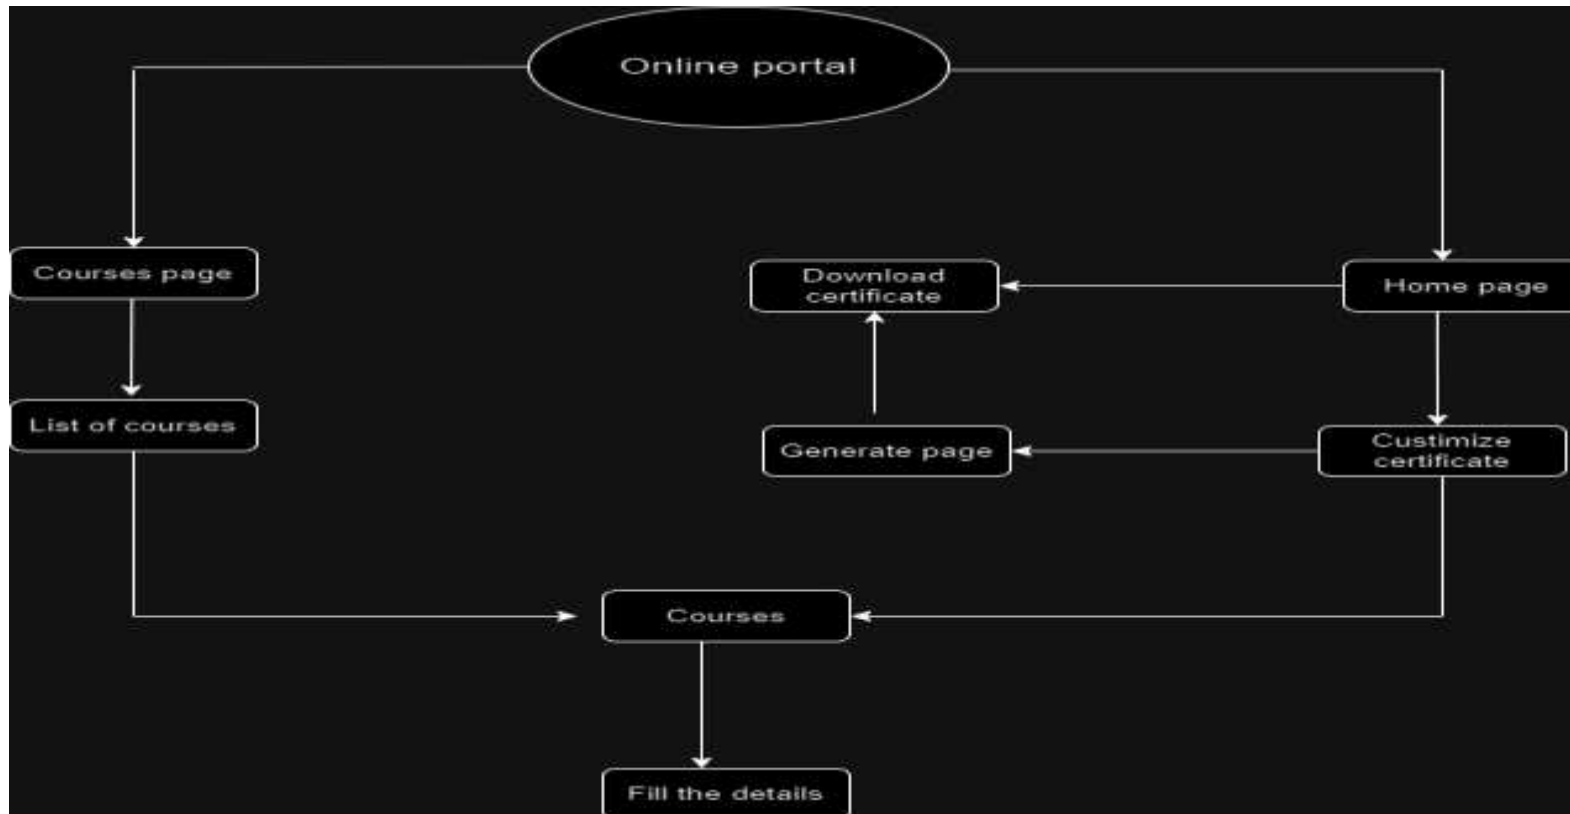 Online portal
Courses page
Download
certificate
Home page
List of courses
Generate page
Custimize
certificate
Courses
Fill the details